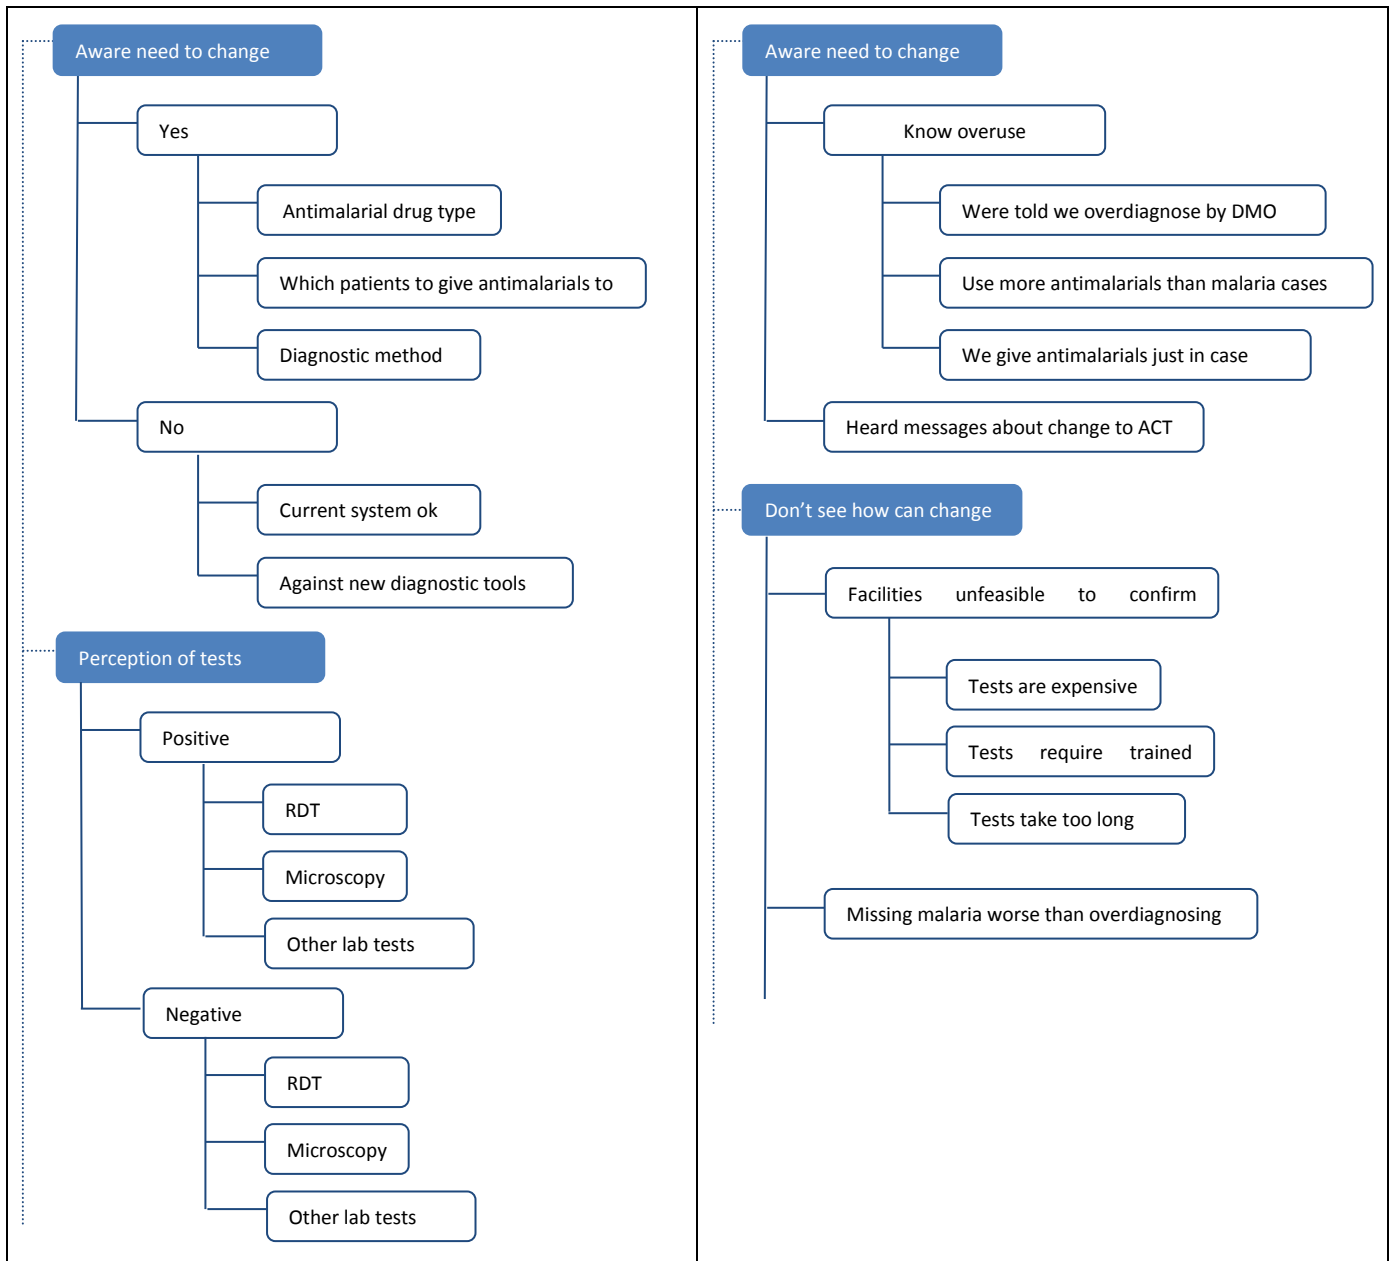 Aware need to change
Yes
Antimalarial drug type
Which patients to give antimalarials to
Diagnostic method
No
Current system ok
Against new diagnostic tools
Perception of tests
Positive
RDT
Microscopy
Other lab tests
Negative
RDT
Microscopy
Other lab tests
Aware need to change
Know overuse
Were told we overdiagnose by DMO
Use more antimalarials than malaria cases
We give antimalarials just in case
Heard messages about change to ACT
Don’t see how can change
Facilities unfeasible to confirm
Tests are expensive
Tests require trained
Tests take too long
Missing malaria worse than overdiagnosing